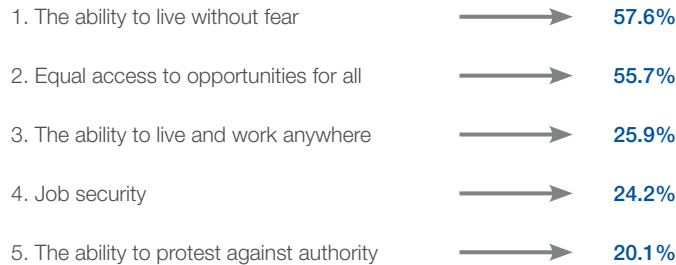 1. The ability to live without fear 57.6%
2. Equal access to opportunities for all 55.7%
3. The ability to live and work anywhere 25.9%
4. Job security 24.2%
5. The ability to protest against authority 20.1%